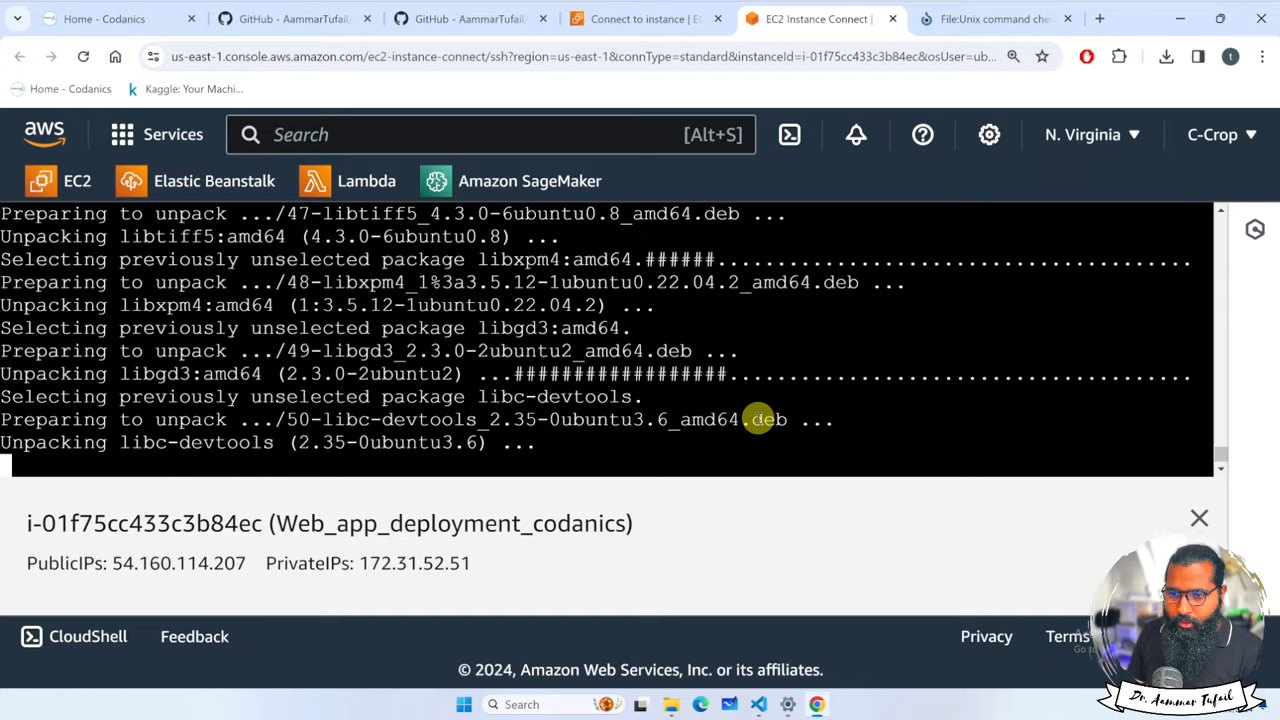 Home - Codanics
GitHub - AammarTufail/
GitHub - AammarTufail/
Connect to instance | EC
EC2 Instance Connect |
File:Unix command che
us-east-1.console.aws.amazon.com/ec2-instance-connect/ssh?region=us-east-1&connType=standard&instanceId=i-01f75cc433c3b84ec&osUser=ub...
t
Home - Codanics
Kaggle: Your Machi...
aws
Services
Search
[Alt+S]
N. Virginia
C-Crop
EC2
Elastic Beanstalk
Lambda
Amazon SageMaker
Preparing to unpack .../47-libtiff5_4.3.0-6ubuntu0.8_amd64.deb ...
Unpacking libtiff5:amd64 (4.3.0-6ubuntu0.8) ...
Selecting previously unselected package libxpm4:amd64.######........................................
Preparing to unpack .../48-libxpm4_1%3a3.5.12-1ubuntu0.22.04.2_amd64.deb ...
Unpacking libxpm4:amd64 (1:3.5.12-1ubuntu0.22.04.2) ...
Selecting previously unselected package libgd3:amd64.
Preparing to unpack .../49-libgd3_2.3.0-2ubuntu2_amd64.deb ...
Unpacking libgd3:amd64 (2.3.0-2ubuntu2) ...##################.......................................
Selecting previously unselected package libc-devtools.
Preparing to unpack .../50-libc-devtools_2.35-0ubuntu3.6_amd64.deb ...
Unpacking libc-devtools (2.35-0ubuntu3.6) ...
i-01f75cc433c3b84ec (Web_app_deployment_codanics)
PublicIPs: 54.160.114.207 PrivateIPs: 172.31.52.51
CloudShell
Feedback
Privacy
Terms
Go to
© 2024, Amazon Web Services, Inc. or its affiliates.
Search
Dr. Aammar Tufail